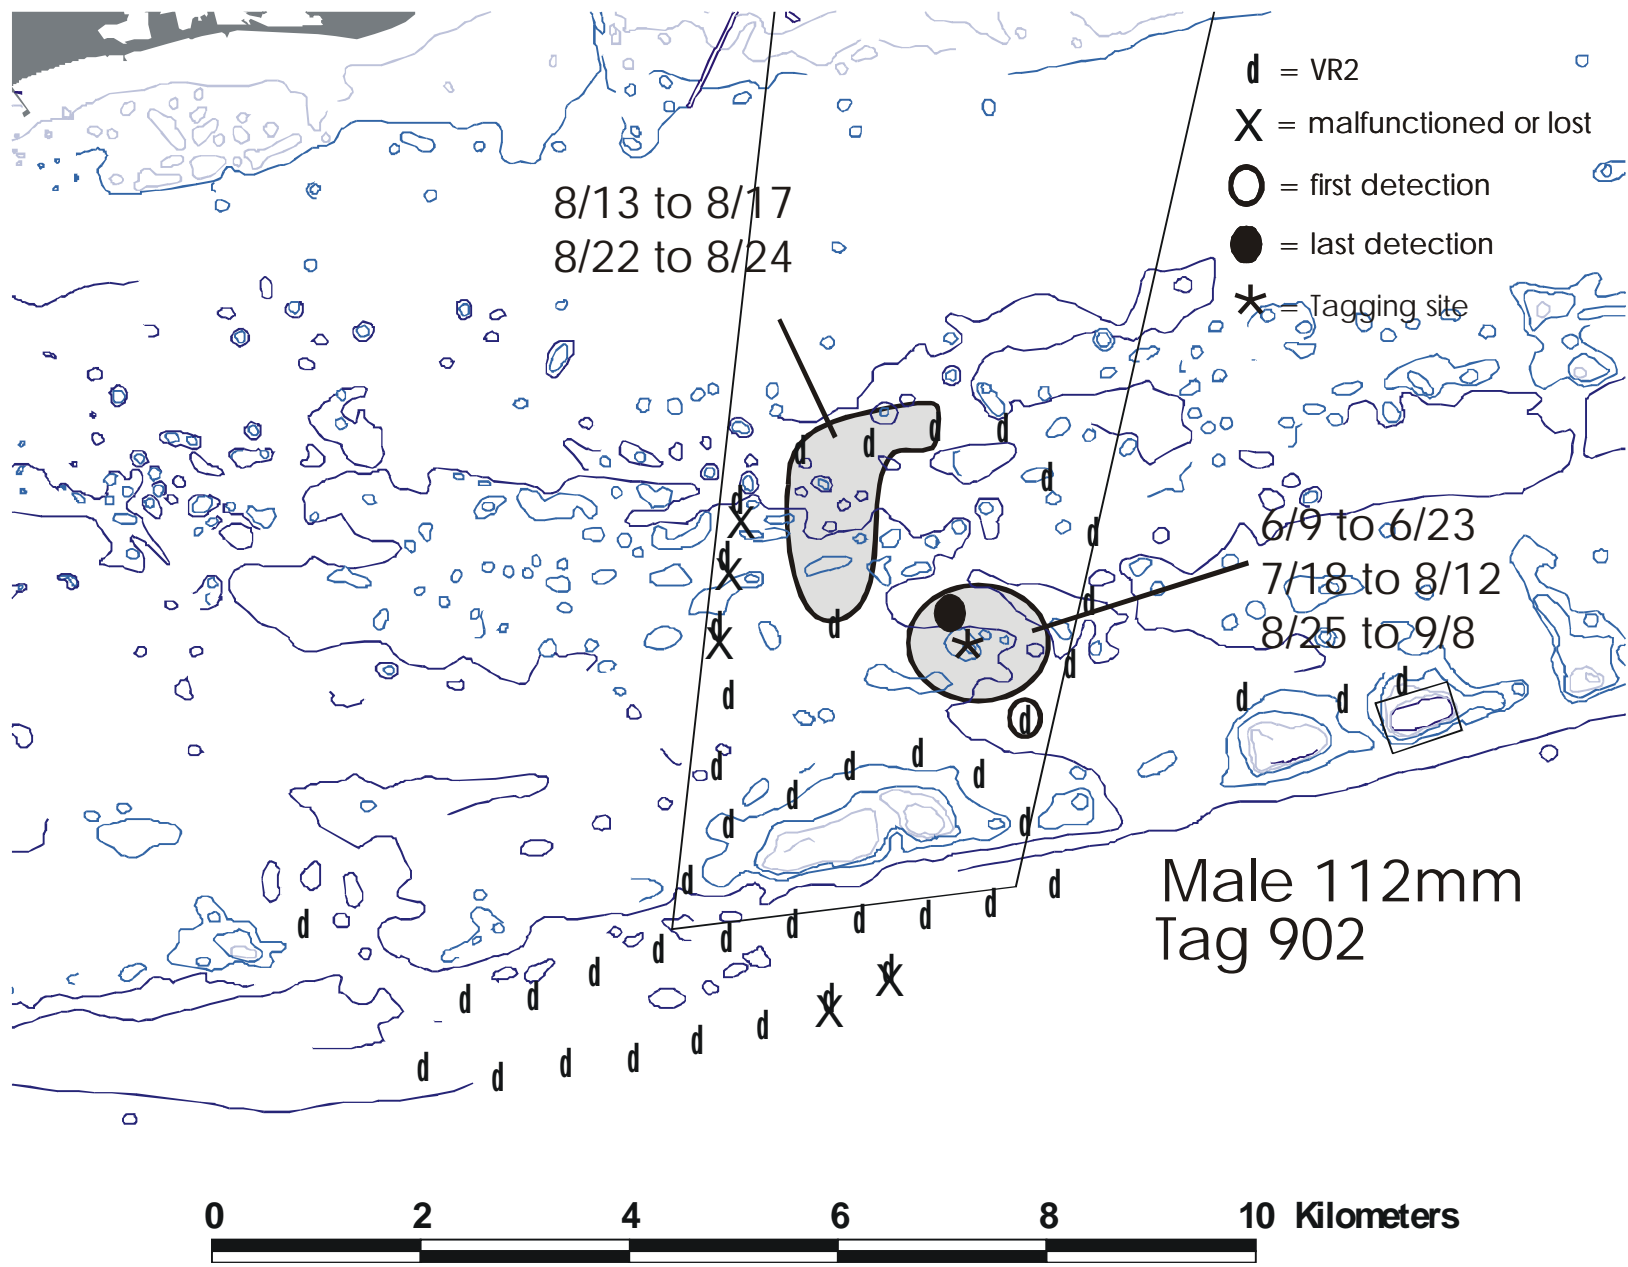 d = VR2
X = malfunctioned or lost
= first detection
= last detection
* = Tagging site
8/13 to 8/17
8/22 to 8/24
6/9 to 6/23
7/18 to 8/12
8/25 to 9/8
Male 112mm
Tag 902
0 2 4 6 8 10 Kilometers